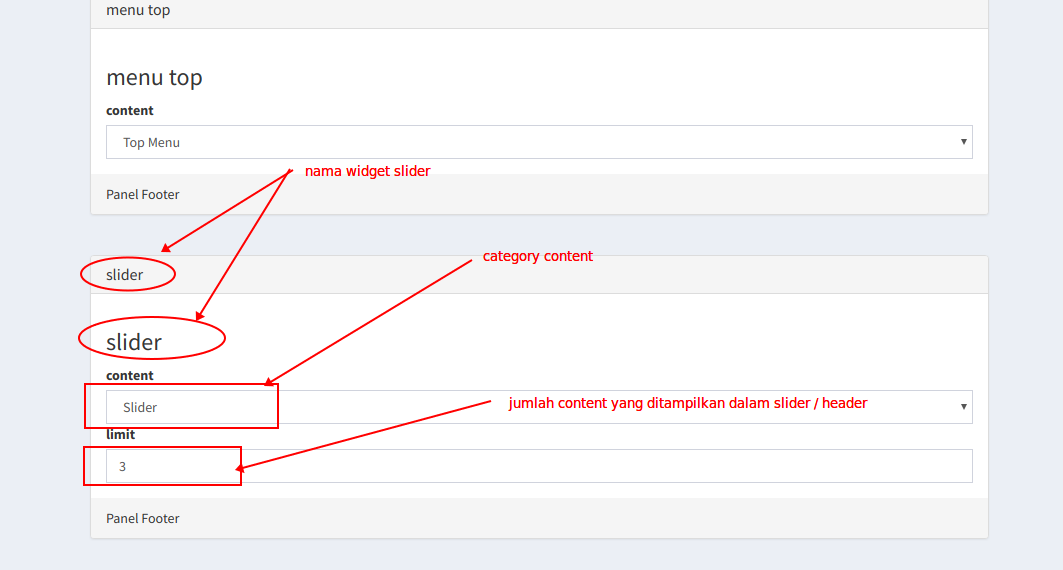 menu top
menu top
content
Top Menu
nama widget slider
Panel Footer
category content
slider
slider
content
Slider
jumlah content yang ditampilkan dalam slider / header
limit
3
Panel Footer